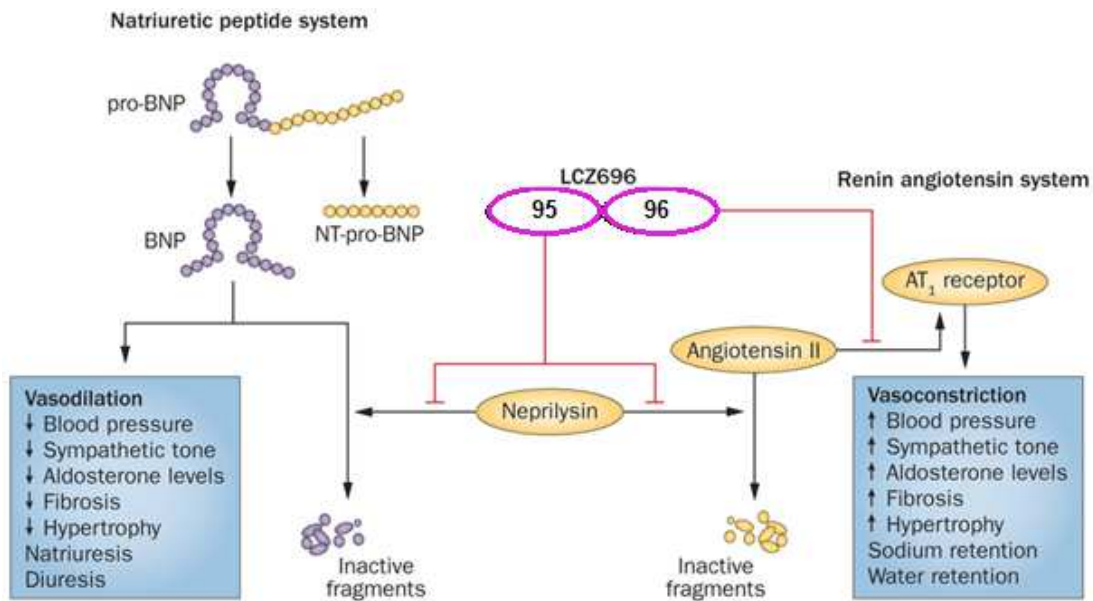 Natriuretic peptide system
pro-BNP
LCZ696
Renin angiotensin system
95
96
BNP
NT-pro-BNP
AT1 receptor
Angiotensin II
Neprilysin
Vasodilation
↓ Blood pressure
↓ Sympathetic tone
↓ Aldosterone levels
↓ Fibrosis
↓ Hypertrophy
Natriuresis
Diuresis
Inactive
fragments
Inactive
fragments
Vasoconstriction
↑ Blood pressure
↑ Sympathetic tone
↑ Aldosterone levels
↑ Fibrosis
↑ Hypertrophy
Sodium retention
Water retention